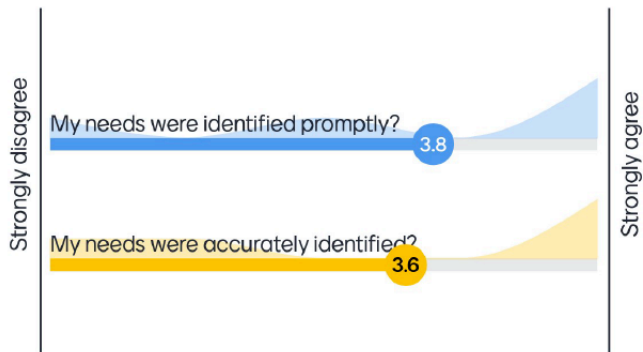 Strongly disagree
My needs were identified promptly?
3.8
My needs were accurately identified?
3.6
Strongly agree